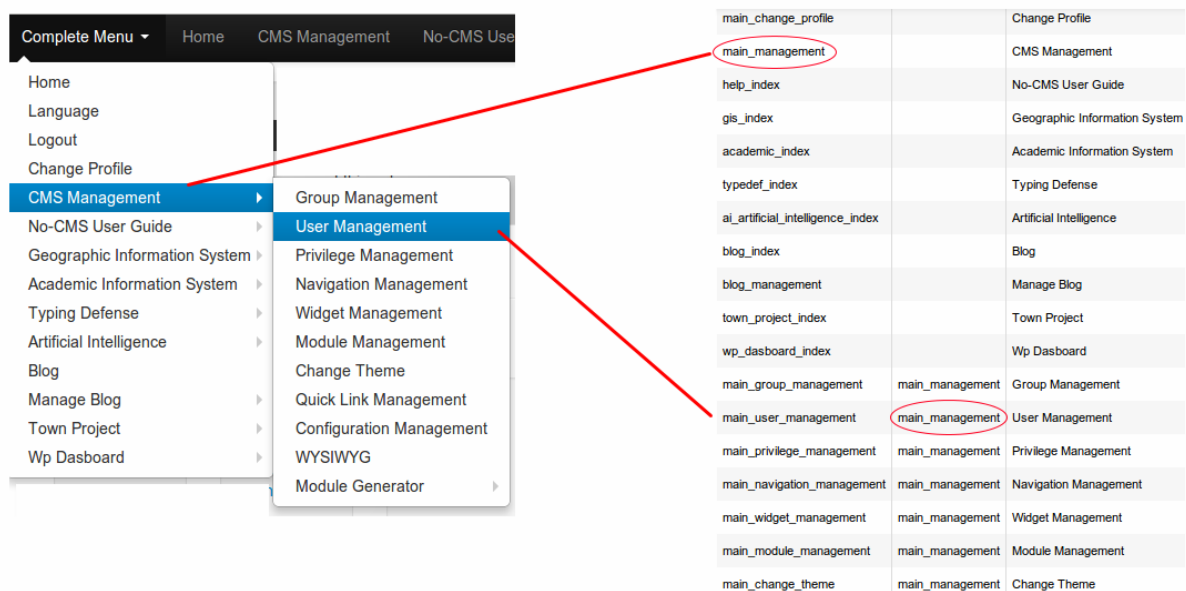 Complete Menu Home CMS Management No-CMS Use
Home
Language
Logout
Change Profile
CMS Management
No-CMS User Guide
Geographic Information System
Academic Information System
Typing Defense
Artificial Intelligence
Blog
Manage Blog
Town Project
Wp Dasboard
Group Management
User Management
Privilege Management
Navigation Management
Widget Management
Module Management
Change Theme
Quick Link Management
Configuration Management
WYSIWYG
Module Generator
main_change_profile Change Profile
main_management CMS Management
help_index No-CMS User Guide
gis_index Geographic Information System
academic_index Academic Information System
typedef_index Typing Defense
ai_artificial_intelligence_index Artificial Intelligence
blog_index Blog
blog_management Manage Blog
town_project_index Town Project
wp_dasboard_index Wp Dasboard
main_group_management main_management Group Management
main_user_management main_management User Management
main_privilege_management main_management Privilege Management
main_navigation_management main_management Navigation Management
main_widget_management main_management Widget Management
main_module_management main_management Module Management
main_change_theme main_management Change Theme